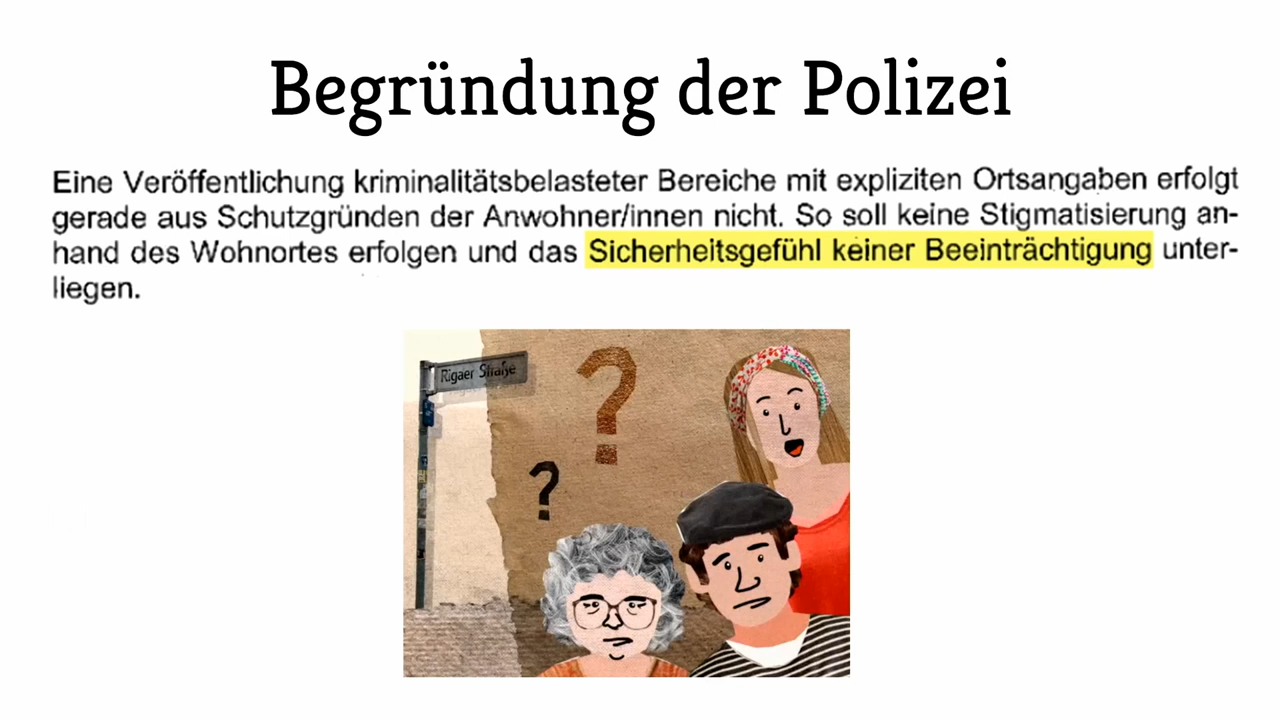 Begründung der Polizei
Eine Veröffentlichung kriminalitätsbelasteter Bereiche mit expliziten Ortsangaben erfolgt
gerade aus Schutzgründen der Anwohner/innen nicht. So soll keine Stigmatisierung an-
hand des Wohnortes erfolgen und das Sicherheitsgefühl keiner Beeinträchtigung unter-
liegen.
Rigaer Straße
?
?